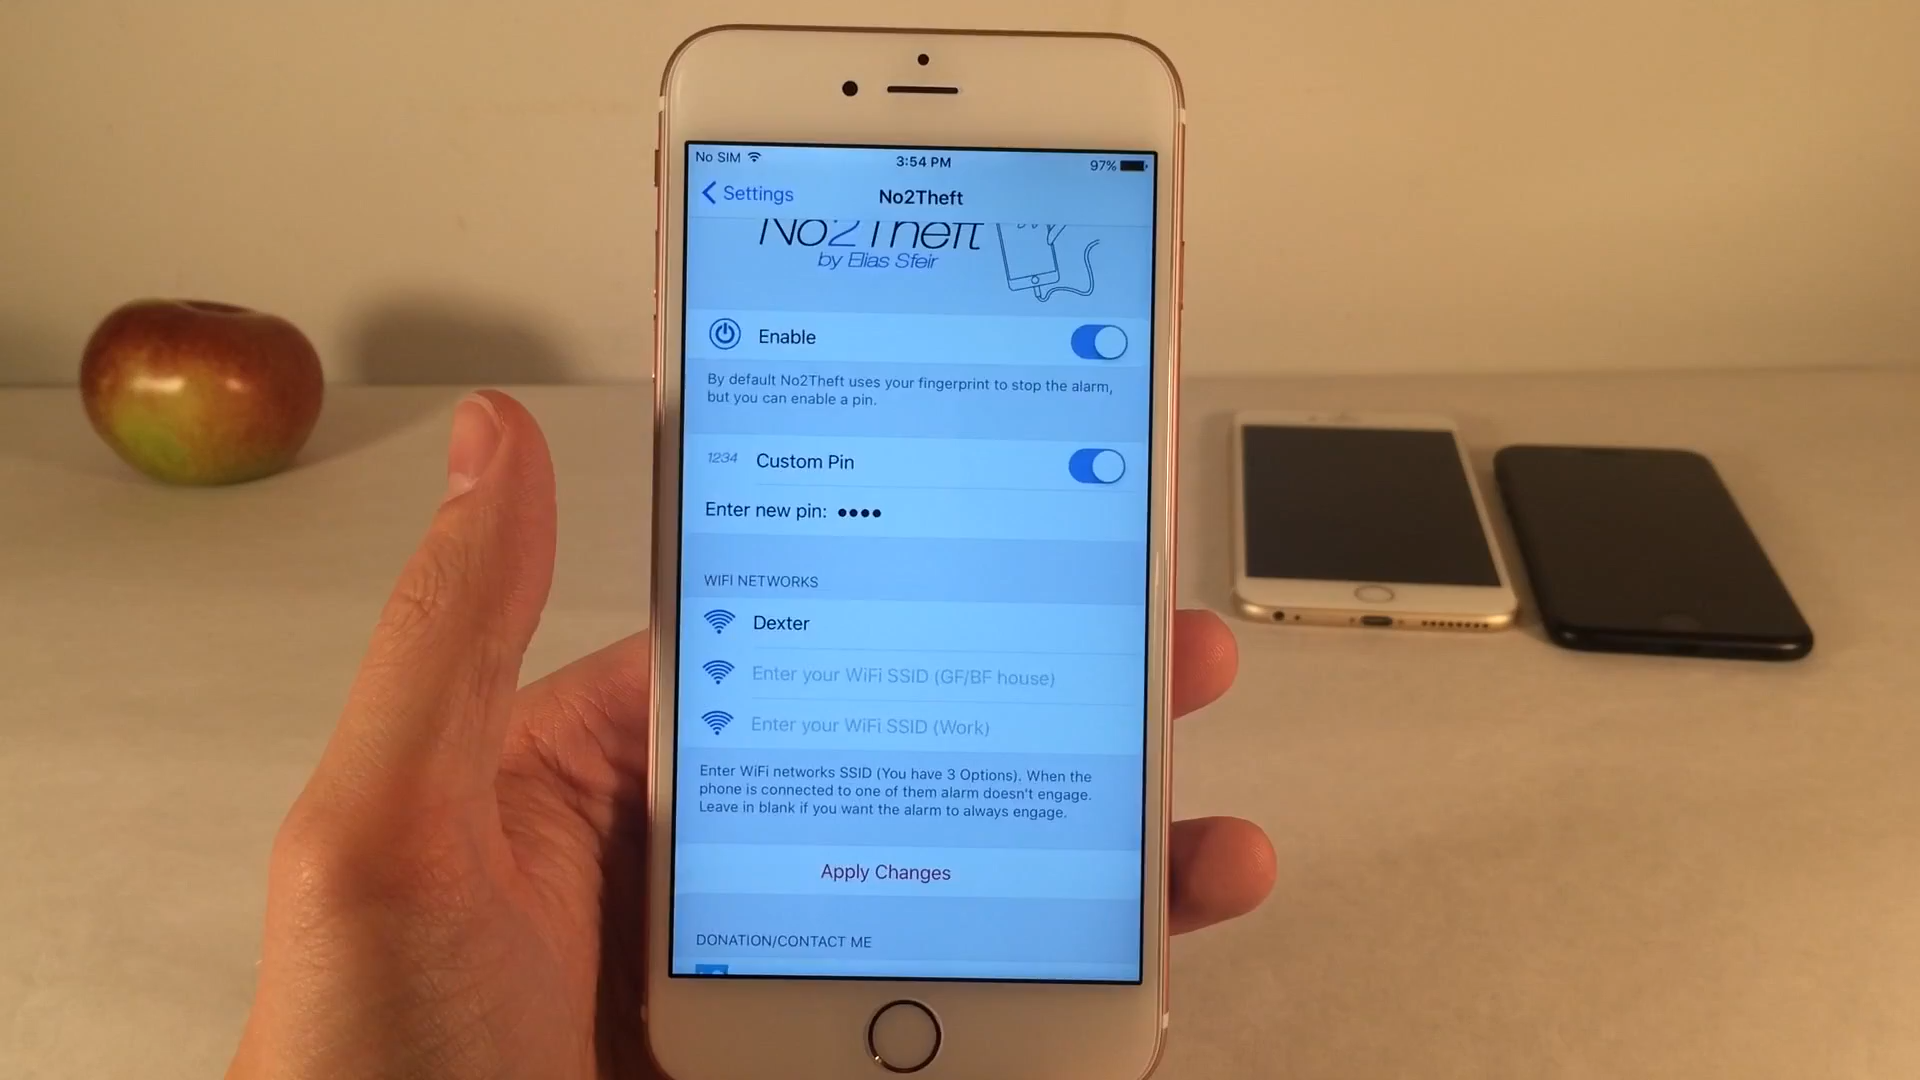 No SIM
3:54 PM
97%
Settings
No2Theft
No2Theft
by Elias Sfeir
Enable
By default No2Theft uses your fingerprint to stop the alarm,
but you can enable a pin.
1234
Custom Pin
Enter new pin: ••••
WIFI NETWORKS
Dexter
Enter your WiFi SSID (GF/BF house)
Enter your WiFi SSID (Work)
Enter WiFi networks SSID (You have 3 Options). When the
phone is connected to one of them alarm doesn't engage.
Leave in blank if you want the alarm to always engage.
Apply Changes
DONATION/CONTACT ME